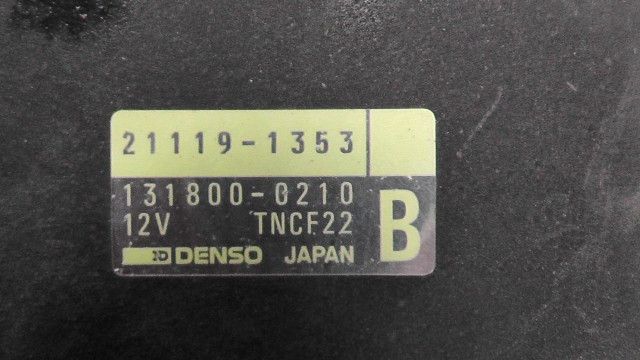 21119-1353
131800-0210
12V TNCF22 B
DENSO JAPAN